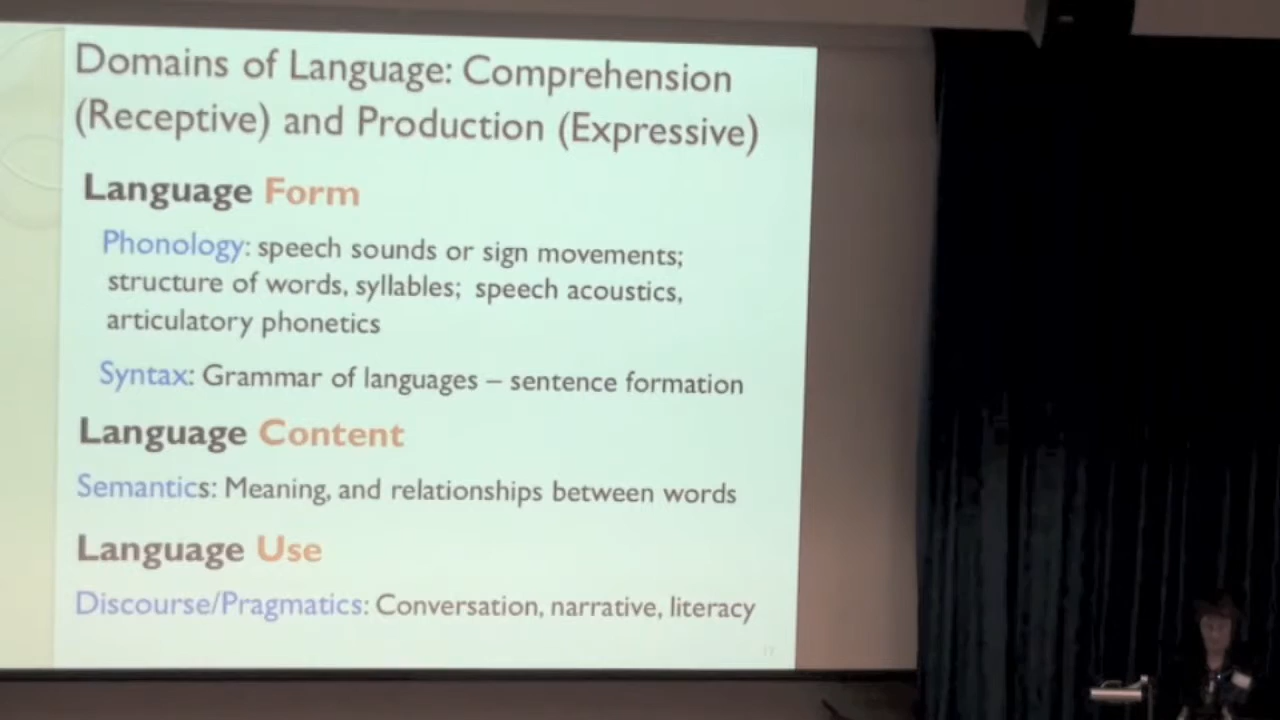 Domains of Language: Comprehension
(Receptive) and Production (Expressive)
Language Form
Phonology: speech sounds or sign movements;
structure of words, syllables; speech acoustics,
articulatory phonetics
Syntax: Grammar of languages – sentence formation
Language Content
Semantics: Meaning, and relationships between words
Language Use
Discourse/Pragmatics: Conversation, narrative, literacy